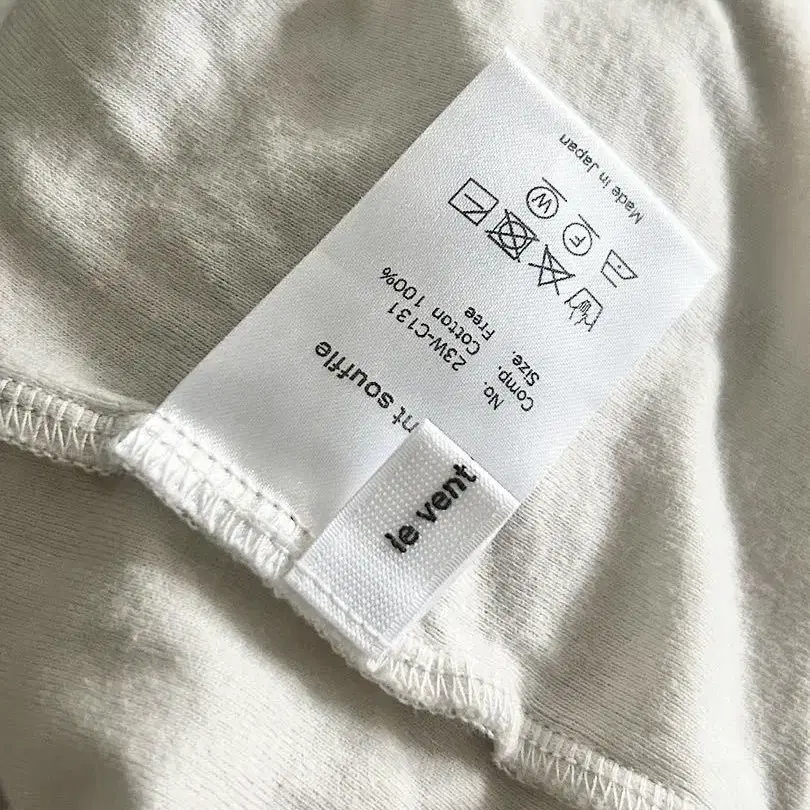 nt souffle
No. 23W-C131
Comp. Cotton 100%
Size. Free
F
W
Made in Japan
le vent